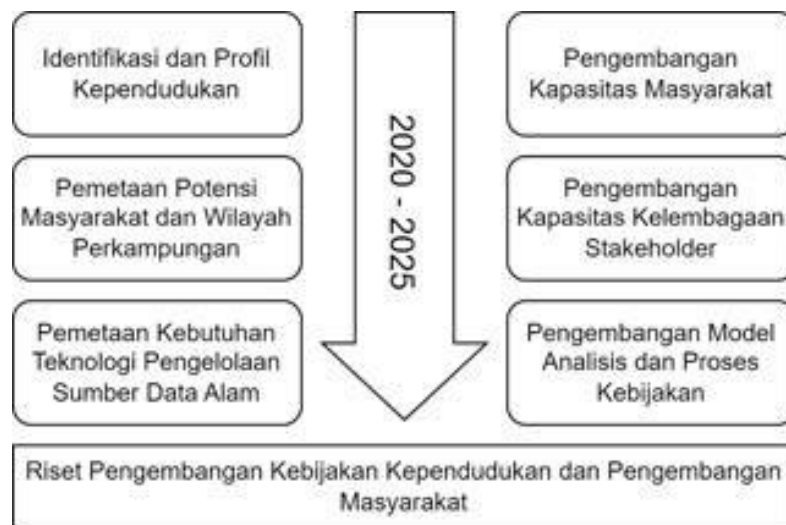 Identifikasi dan Profil
Kependudukan
Pemetaan Potensi
Masyarakat dan Wilayah
Perkampungan
Pemetaan Kebutuhan
Teknologi Pengelolaan
Sumber Data Alam
2020 - 2025
Pengembangan
Kapasitas Masyarakat
Pengembangan
Kapasitas Kelembagaan
Stakeholder
Pengembangan Model
Analisis dan Proses
Kebijakan
Riset Pengembangan Kebijakan Kependudukan dan Pengembangan
Masyarakat